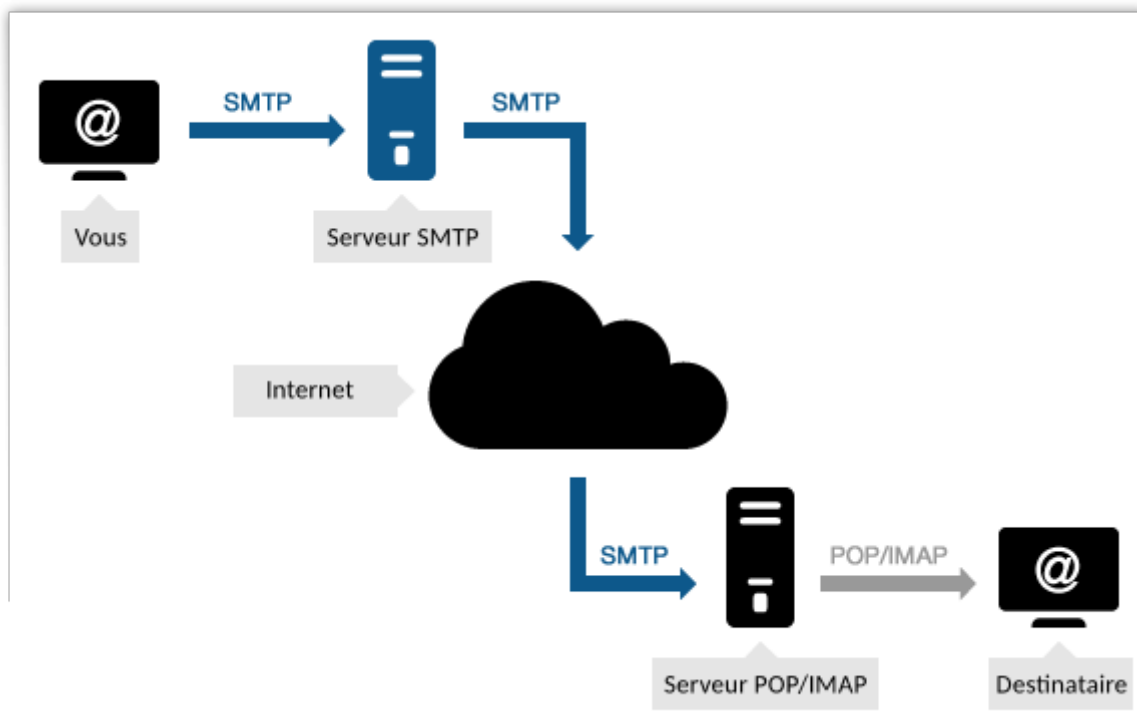 @
SMTP
SMTP
Vous
Serveur SMTP
Internet
SMTP
POP/IMAP
@
Serveur POP/IMAP
Destinataire